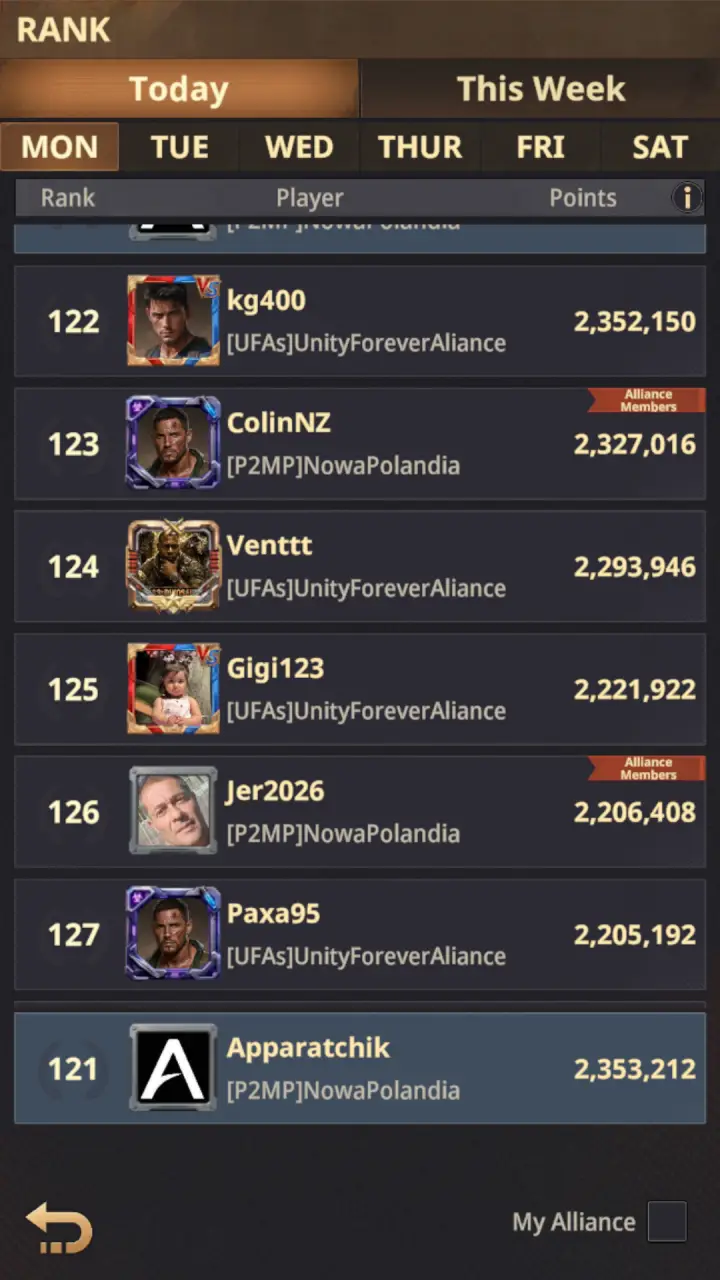 RANK
Today
This Week
MON
TUE
WED
THUR
FRI
SAT
Rank
Player
Points
[P2MP]NowaPolandia
122
kg400
[UFAs]UnityForeverAliance
2,352,150
Alliance
Members
123
ColinNZ
[P2MP]NowaPolandia
2,327,016
124
Venttt
[UFAs]UnityForeverAliance
2,293,946
125
Gigi123
[UFAs]UnityForeverAliance
2,221,922
Alliance
Members
126
Jer2026
[P2MP]NowaPolandia
2,206,408
127
Paxa95
[UFAs]UnityForeverAliance
2,205,192
121
Apparatchik
[P2MP]NowaPolandia
2,353,212
My Alliance